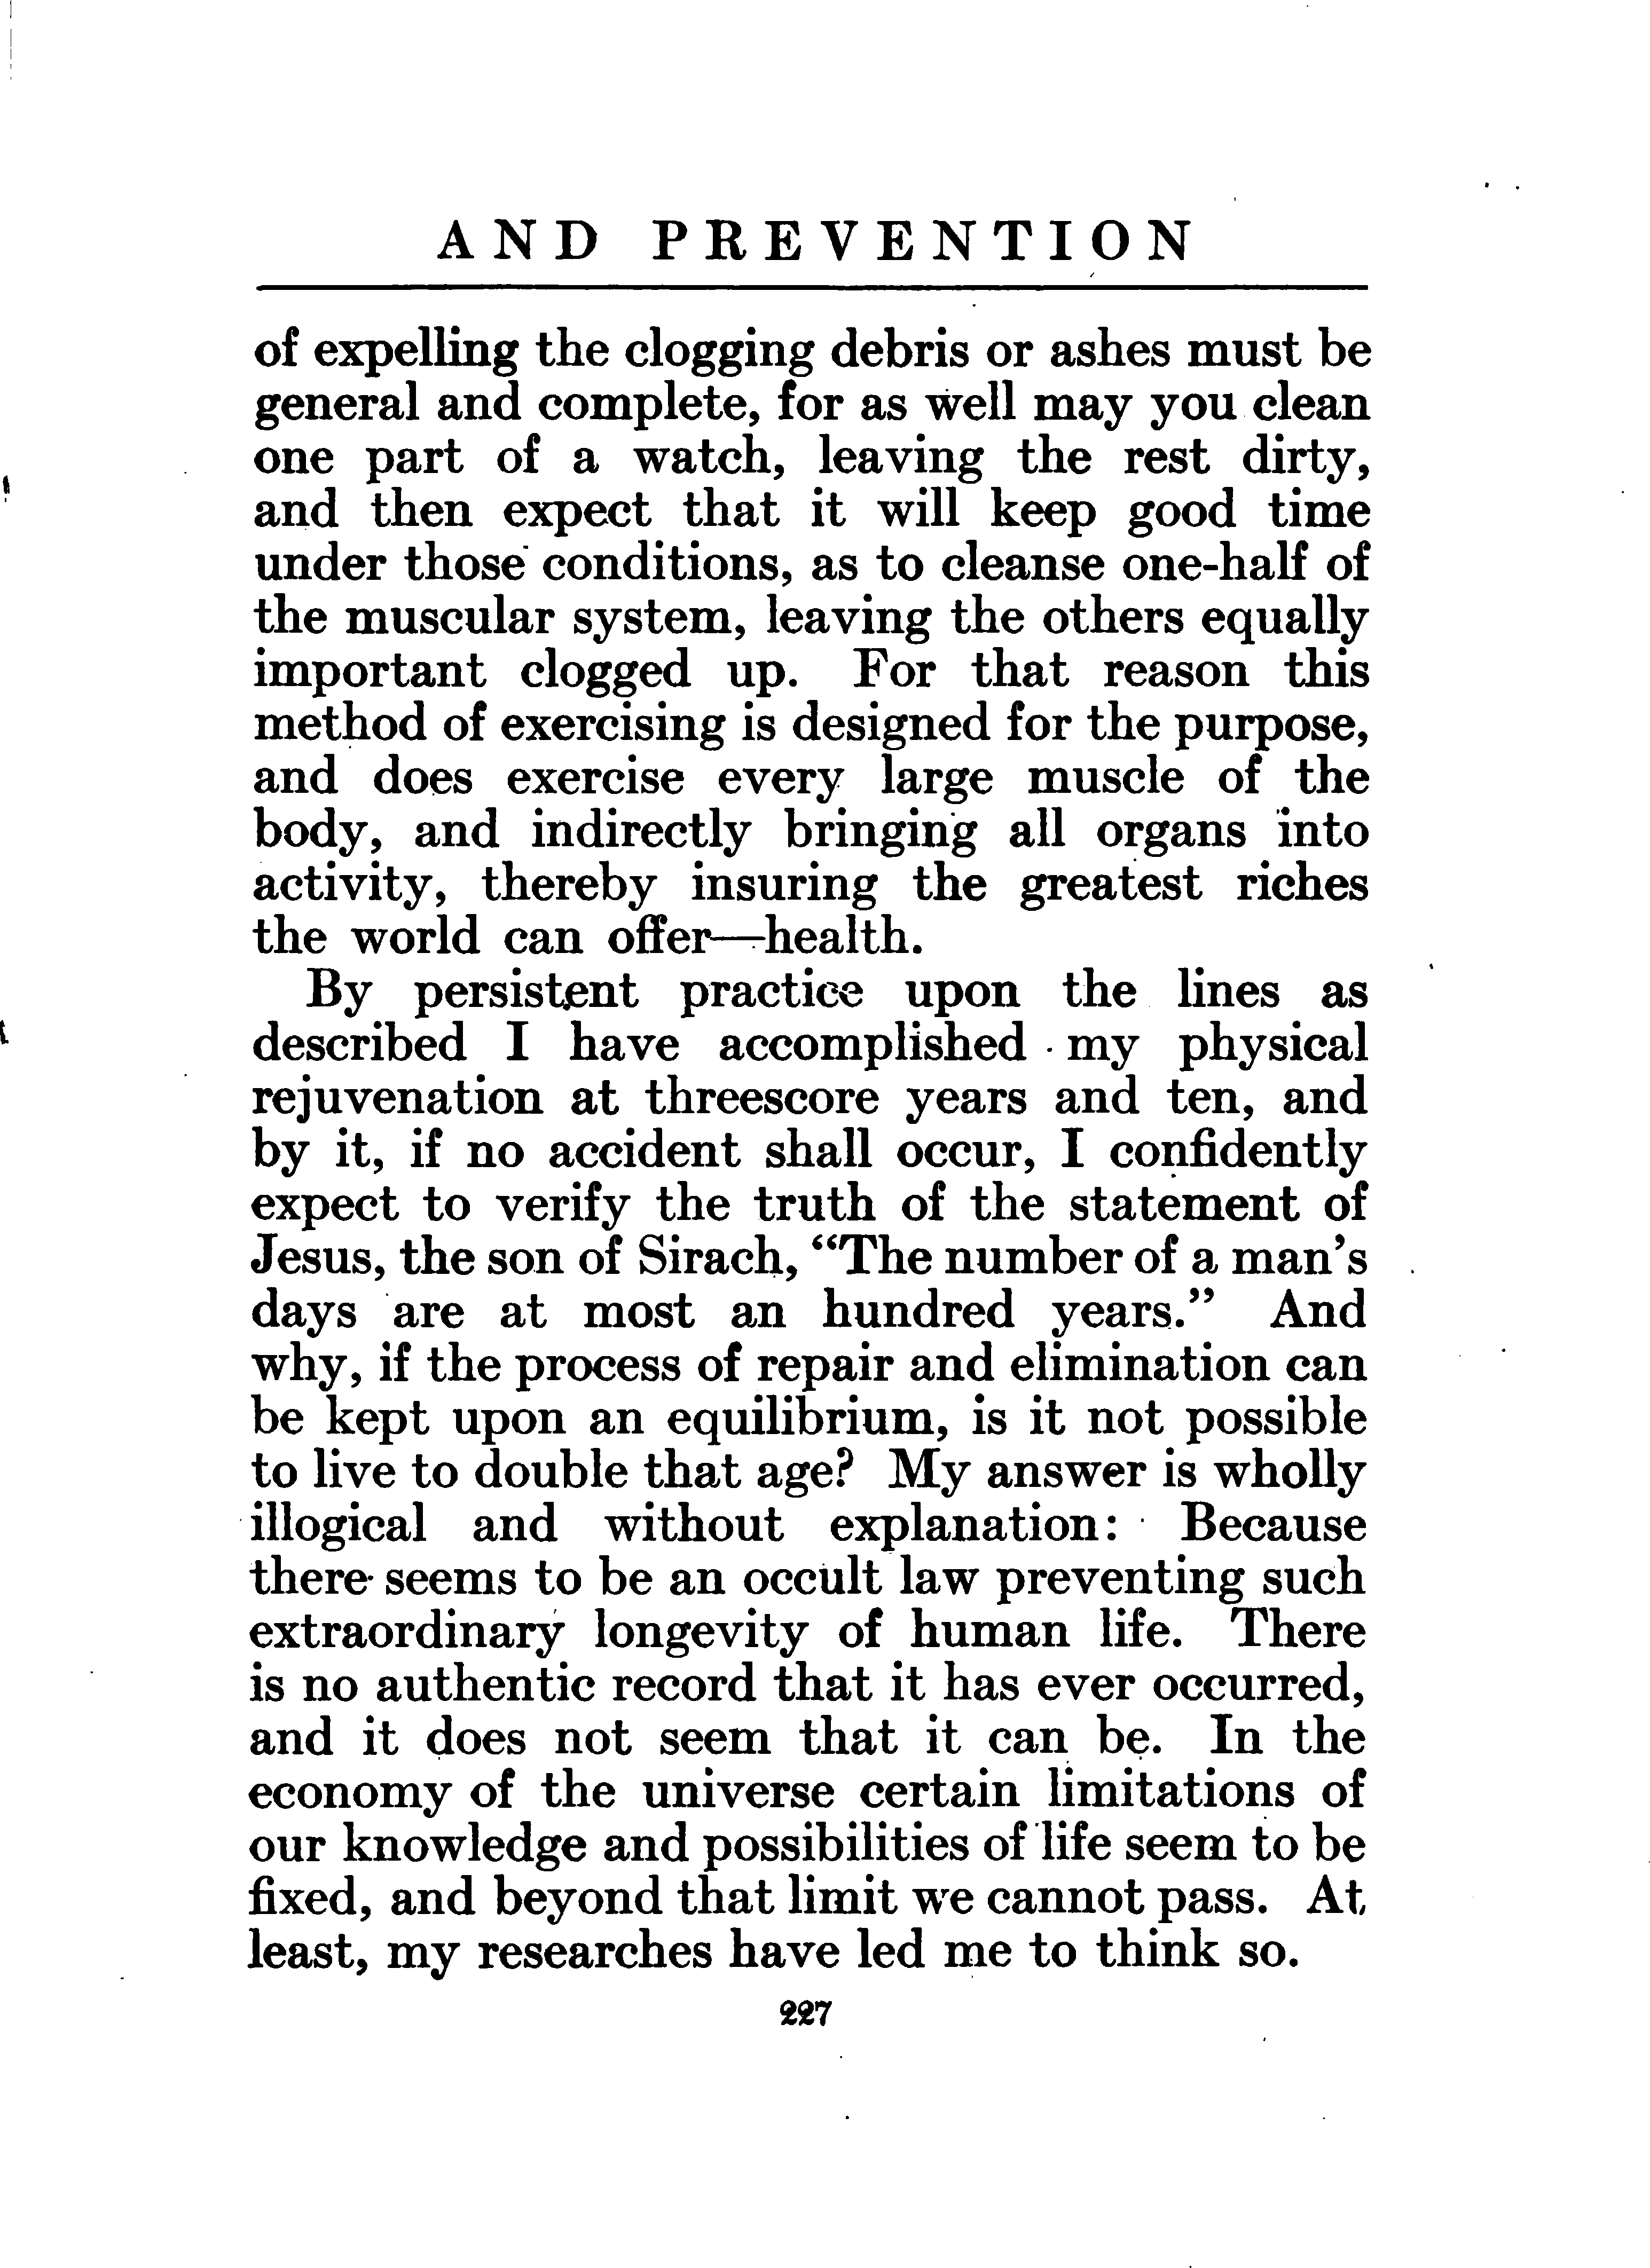 AND PREVENTION
of expelling the clogging debris or ashes must be
general and complete, for as well may you clean
one part of a watch, leaving the rest dirty,
and then expect that it will keep good time
under those conditions, as to cleanse one-half of
the muscular system, leaving the others equally
important clogged up. For that reason this
method of exercising is designed for the purpose,
and does exercise every large muscle of the
body, and indirectly bringing all organs into
activity, thereby insuring the greatest riches
the world can offer—health.
By persistent practice upon the lines as
described I have accomplished my physical
rejuvenation at threescore years and ten, and
by it, if no accident shall occur, I confidently
expect to verify the truth of the statement of
Jesus, the son of Sirach, “The number of a man’s
days are at most an hundred years.” And
why, if the process of repair and elimination can
be kept upon an equilibrium, is it not possible
to live to double that age? My answer is wholly
illogical and without explanation: Because
there seems to be an occult law preventing such
extraordinary longevity of human life. There
is no authentic record that it has ever occurred,
and it does not seem that it can be. In the
economy of the universe certain limitations of
our knowledge and possibilities of life seem to be
fixed, and beyond that limit we cannot pass. At
least, my researches have led me to think so.
227